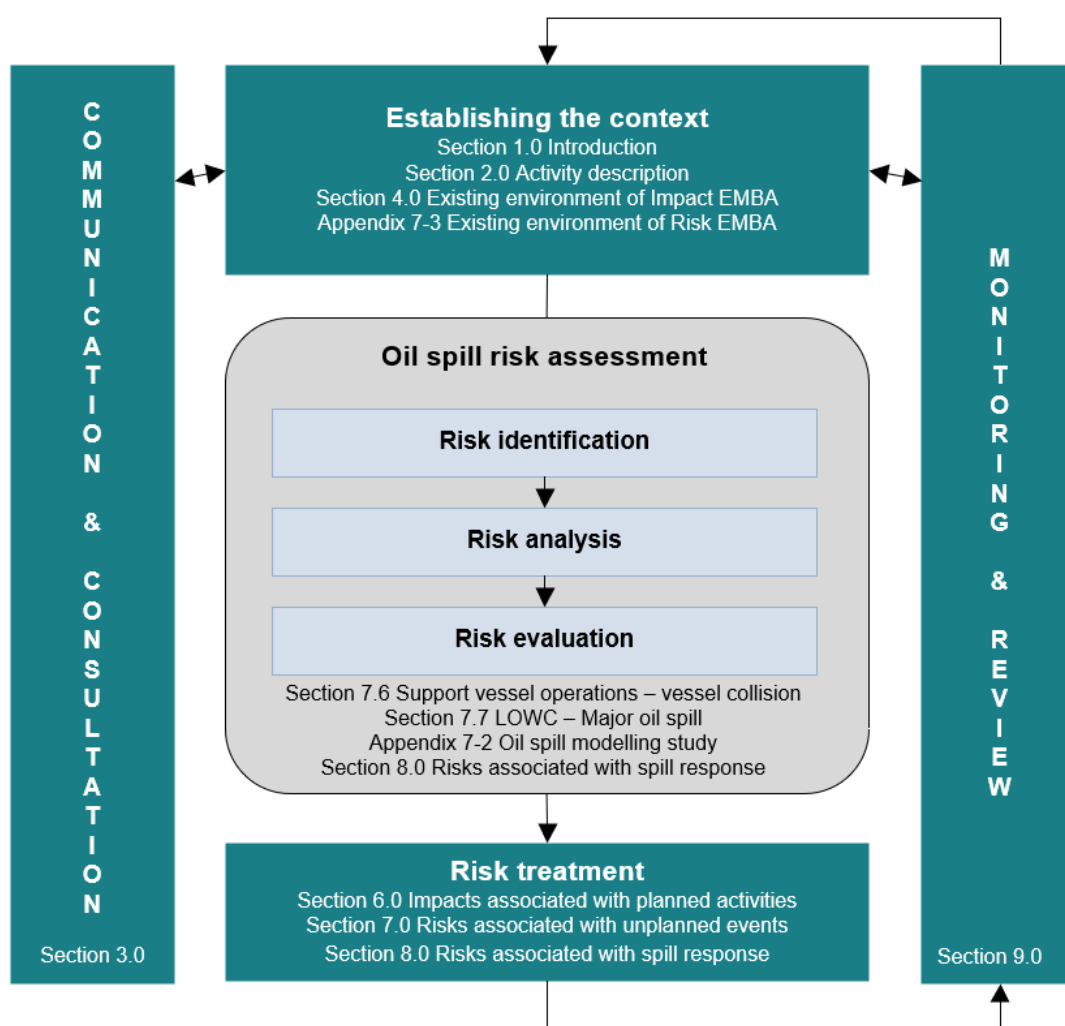 COMMUNICATION & CONSULTATION
Section 3.0
Establishing the context
Section 1.0 Introduction
Section 2.0 Activity description
Section 4.0 Existing environment of Impact EMBA
Appendix 7-3 Existing environment of Risk EMBA
Oil spill risk assessment
Risk identification
Risk analysis
Risk evaluation
Section 7.6 Support vessel operations – vessel collision
Section 7.7 LOWC – Major oil spill
Appendix 7-2 Oil spill modelling study
Section 8.0 Risks associated with spill response
Risk treatment
Section 6.0 Impacts associated with planned activities
Section 7.0 Risks associated with unplanned events
Section 8.0 Risks associated with spill response
MONITORING & REVIEW
Section 9.0